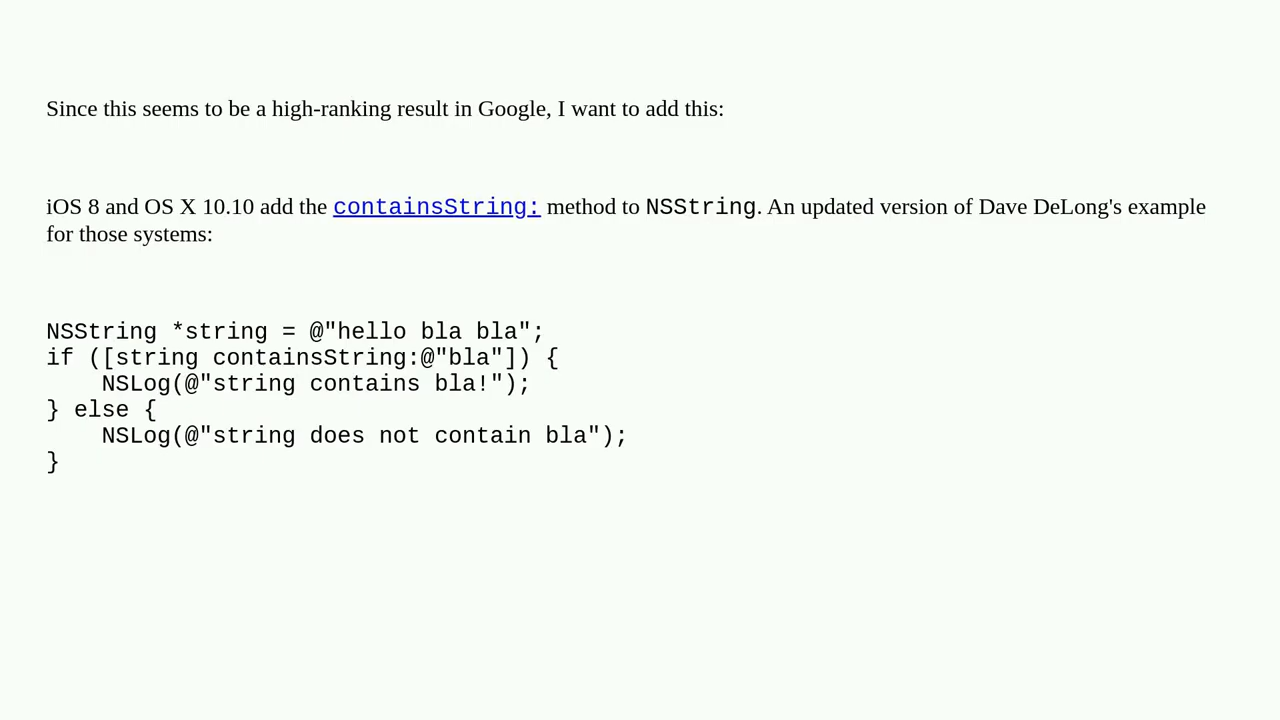 Since this seems to be a high-ranking result in Google, I want to add this:
iOS 8 and OS X 10.10 add the containsString: method to NSString. An updated version of Dave DeLong's example
for those systems:
NSString *string = @"hello bla bla";
if ([string containsString:@"bla"]) {
    NSLog(@"string contains bla!");
} else {
    NSLog(@"string does not contain bla");
}